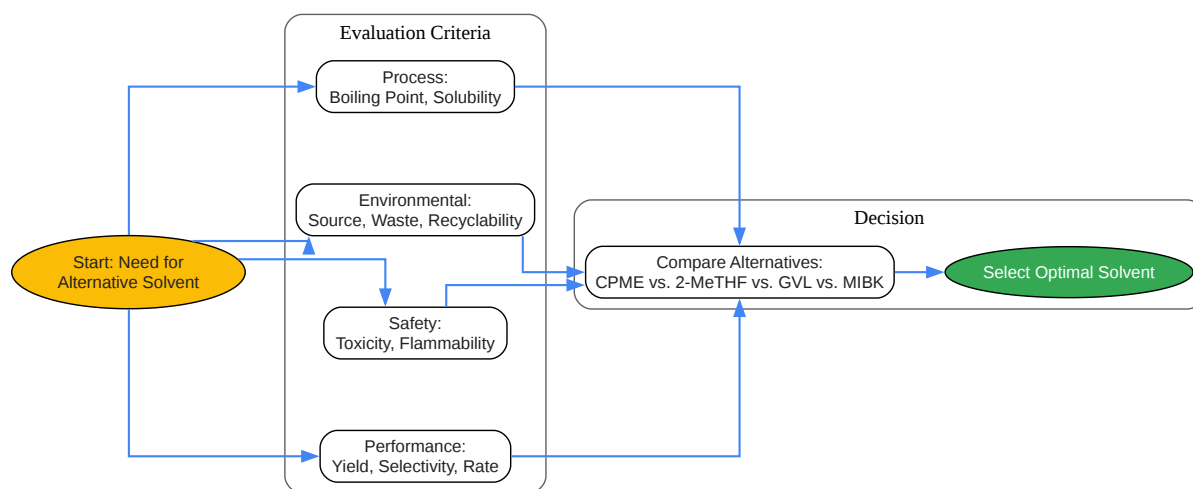 Evaluation Criteria
Process:
Boiling Point, Solubility
Environmental:
Source, Waste, Recyclability
Start: Need for
Alternative Solvent
Safety:
Toxicity, Flammability
Performance:
Yield, Selectivity, Rate
Decision
Compare Alternatives:
CPME vs. 2-MeTHF vs. GVL vs. MIBK
Select Optimal Solvent